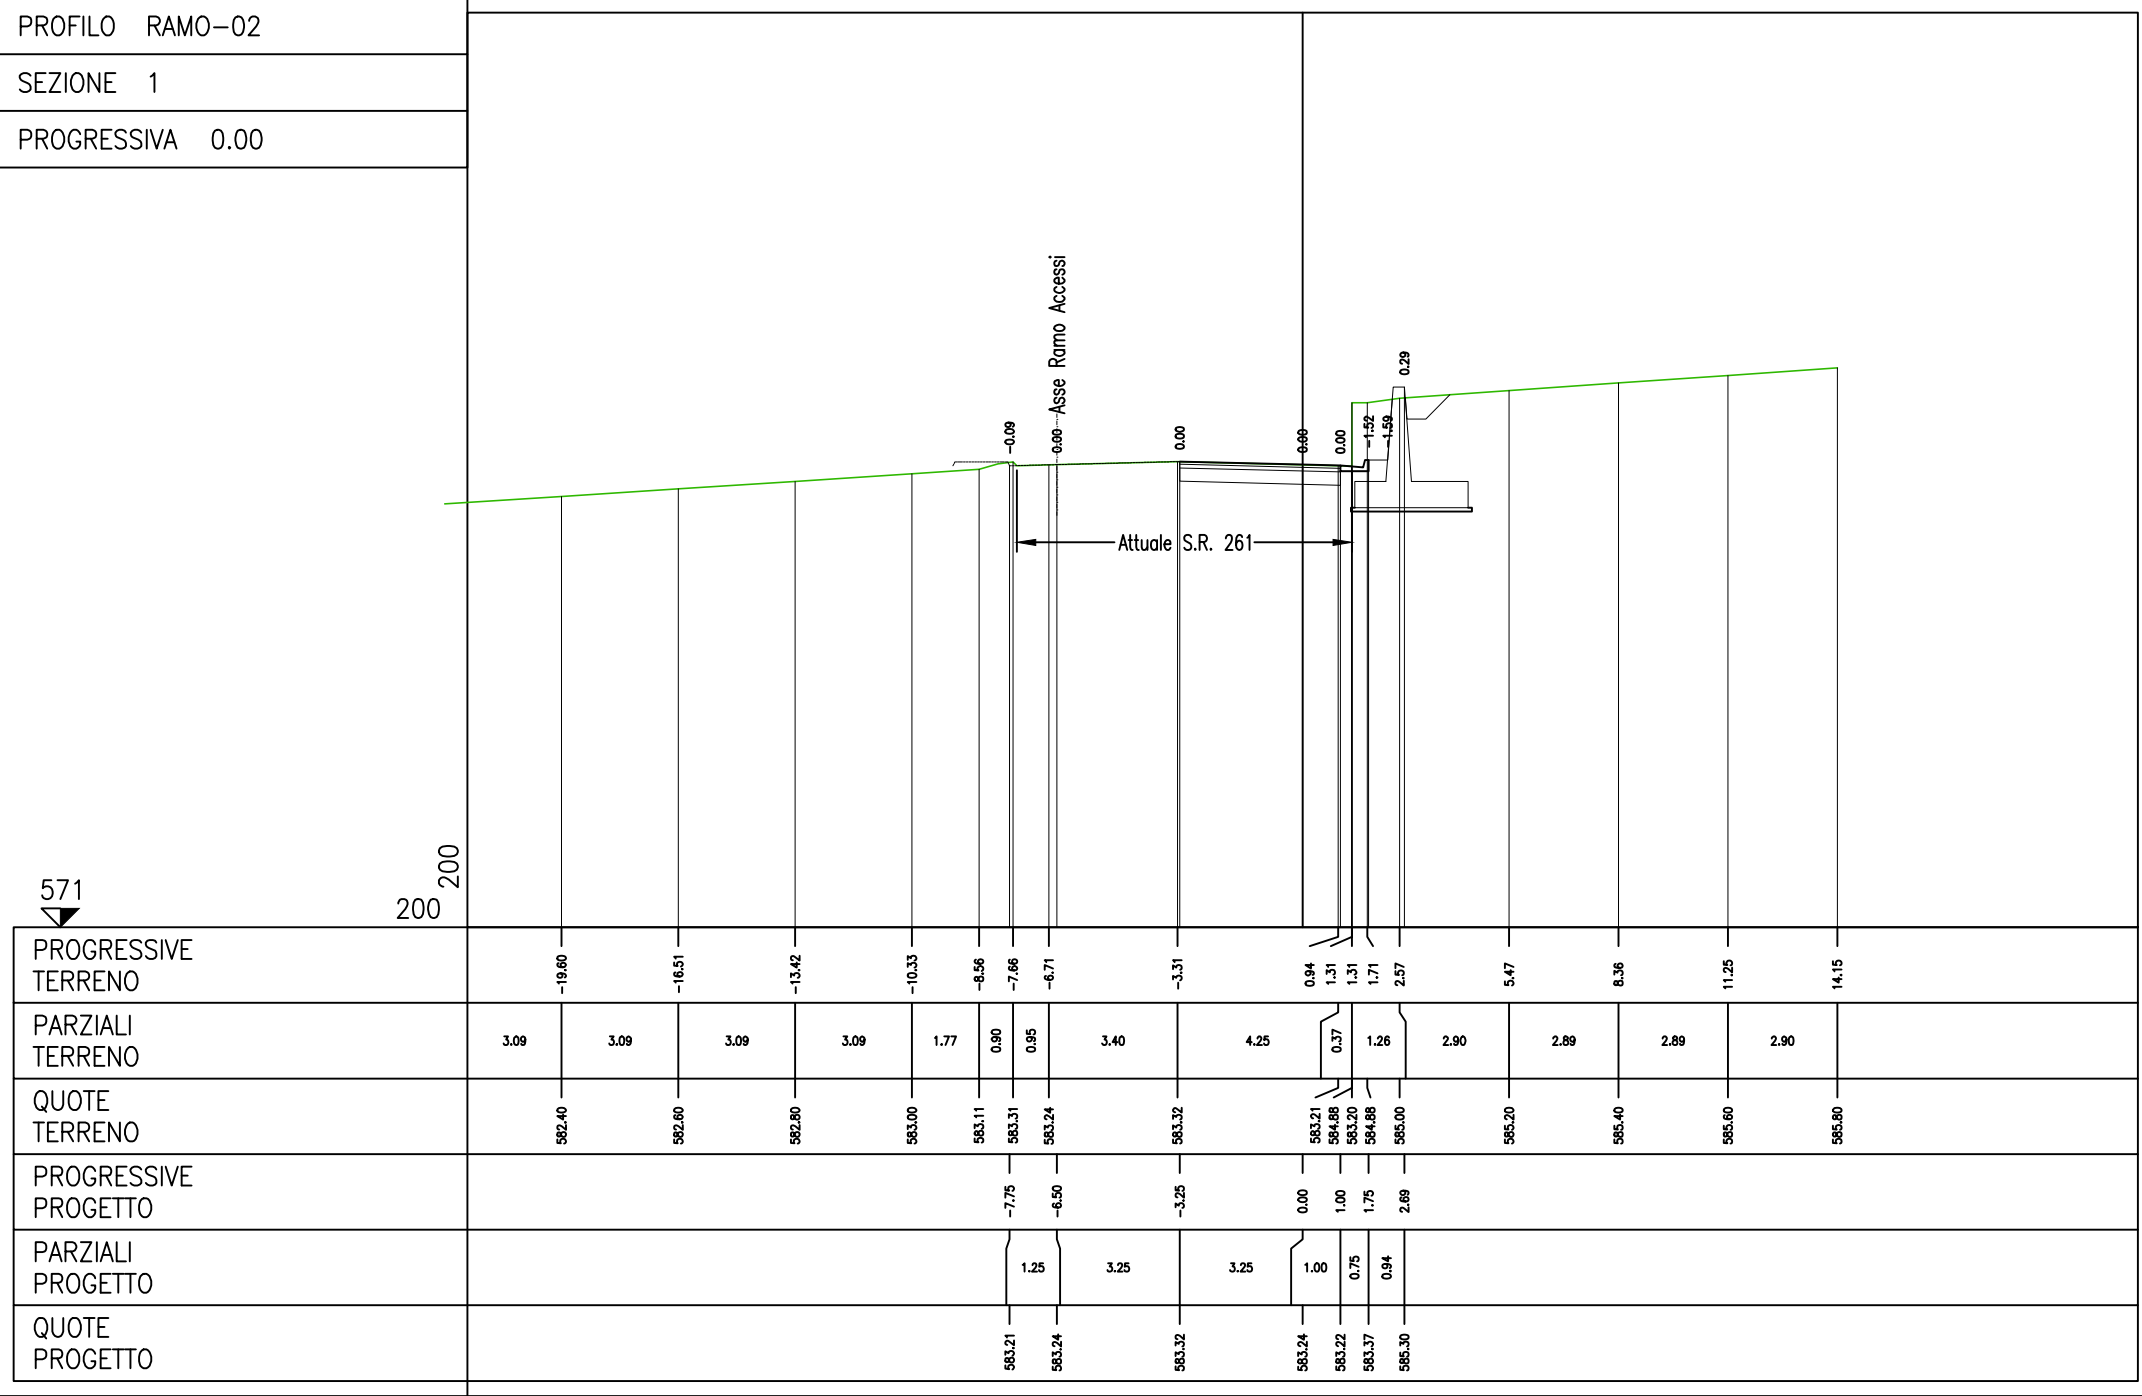 PROFILO RAMO-02
SEZIONE 1
PROGRESSIVA 0.00
Asse Ramo Accessi
-0.09
0.00
0.00
0.00
0.00
-1.52
-1.59
0.29
Attuale S.R. 261
571
200
200
PROGRESSIVE
TERRENO
-19.60 -16.51 -13.42 -10.33 -8.56 -7.66 -6.71 -3.31 0.94 1.31 1.31 1.71 2.57 5.47 8.36 11.25 14.15
PARZIALI
TERRENO
3.09 3.09 3.09 3.09 1.77 0.90 0.95 3.40 4.25 0.37 1.26 2.90 2.89 2.89 2.90
QUOTE
TERRENO
582.40 582.60 582.80 583.00 583.11 583.31 583.24 583.32 583.21 584.88 583.20 584.88 585.00 585.20 585.40 585.60 585.80
PROGRESSIVE
PROGETTO
-7.75 -6.50 -3.25 0.00 1.00 1.75 2.69
PARZIALI
PROGETTO
1.25 3.25 3.25 1.00 0.75 0.94
QUOTE
PROGETTO
583.21 583.24 583.32 583.24 583.22 583.37 585.30